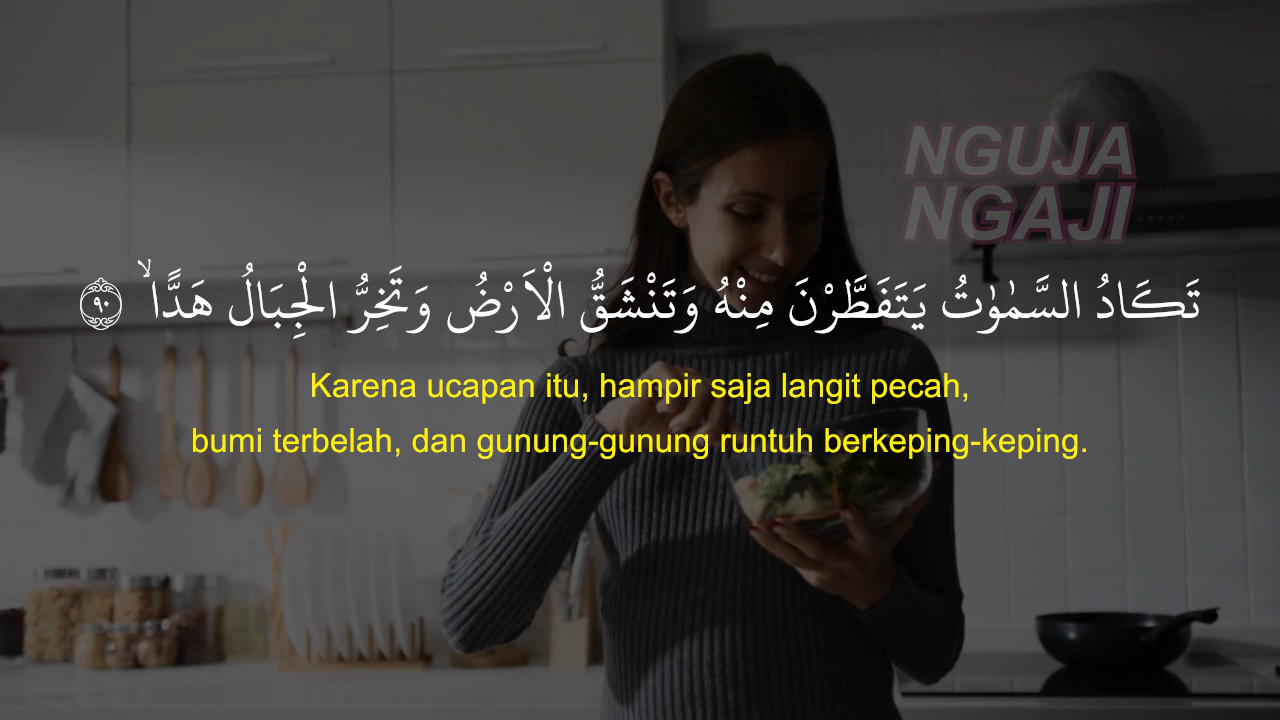 NGUJA
NGAJI
تَكَادُ السَّمٰوٰتُ يَتَفَطَّرْنَ مِنْهُ وَتَنْشَقُّ الْاَرْضُ وَتَخِرُّ الْجِبَالُ هَدًّاۙ ٩٠
Karena ucapan itu, hampir saja langit pecah,
bumi terbelah, dan gunung-gunung runtuh berkeping-keping.